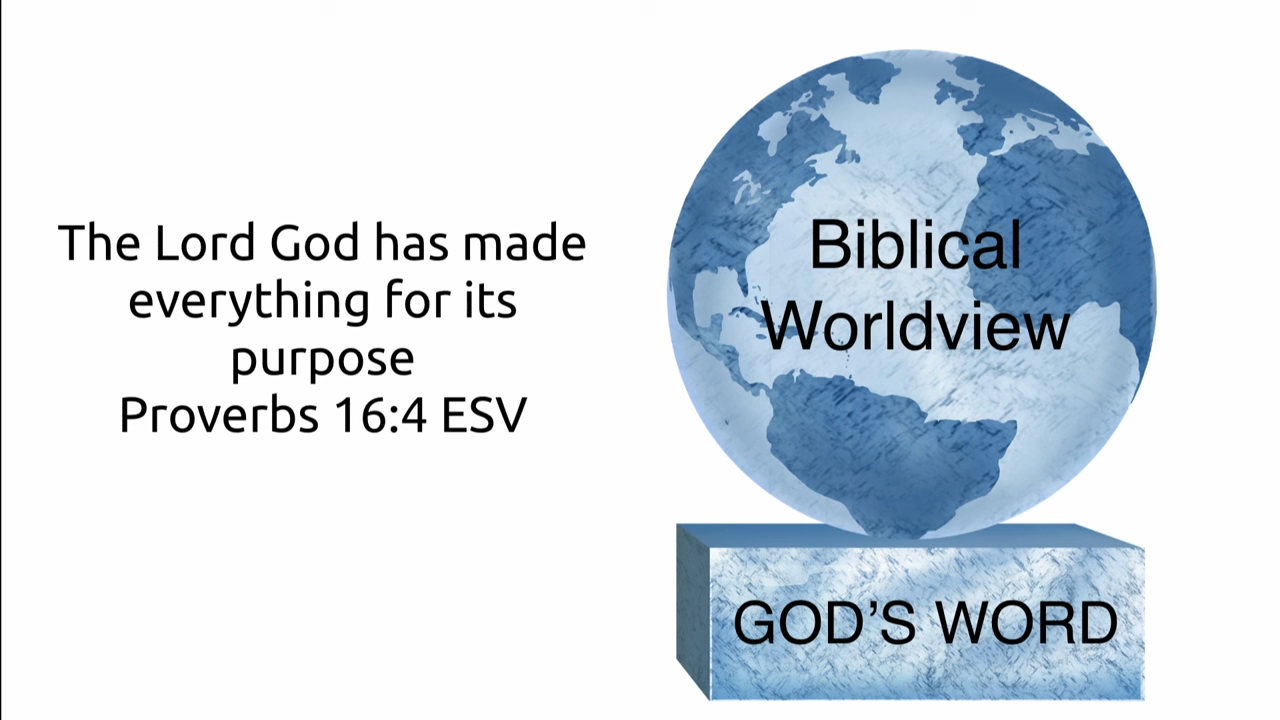 The Lord God has made
everything for its
purpose
Proverbs 16:4 ESV
Biblical
Worldview
GOD’S WORD